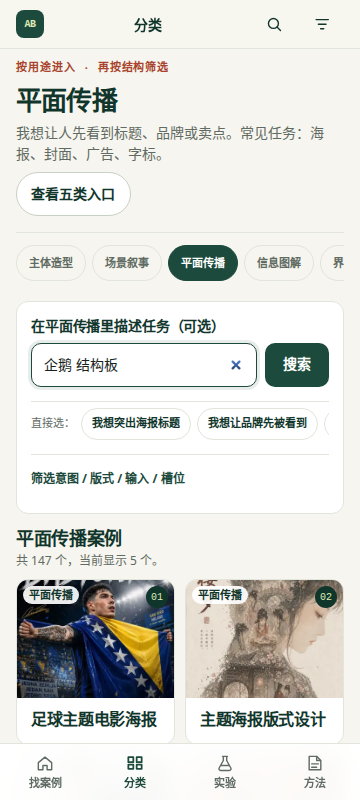 AB
分类
按用途进入 · 再按结构筛选
平面传播
我想让人先看到标题、品牌或卖点。常见任务：海
报、封面、广告、字标。
查看五类入口
主体造型
场景叙事
平面传播
信息图解
界
在平面传播里描述任务（可选）
企鹅 结构板
搜索
直接选：
我想突出海报标题
我想让品牌先被看到
筛选意图 / 版式 / 输入 / 槽位
平面传播案例
共 147 个，当前显示 5 个。
平面传播
01
平面传播
02
足球主题电影海报
主题海报版式设计
找案例
分类
实验
方法